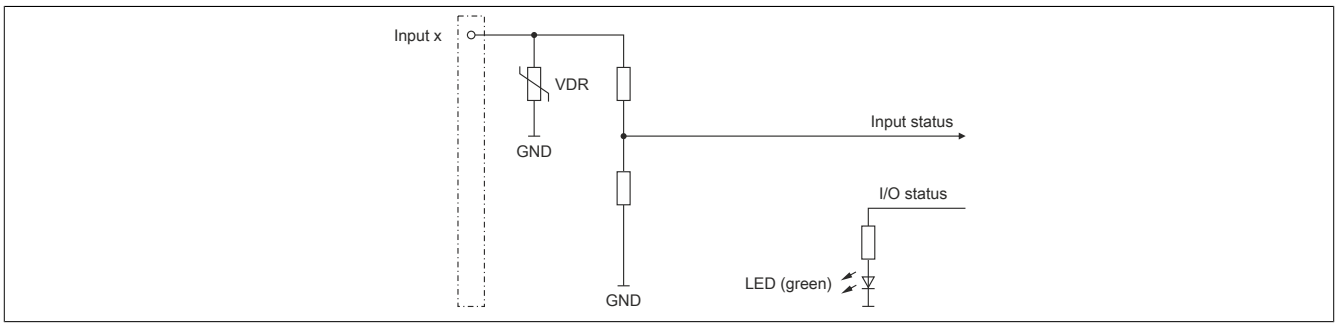 Input x
VDR
GND
Input status
I/O status
LED (green)
GND